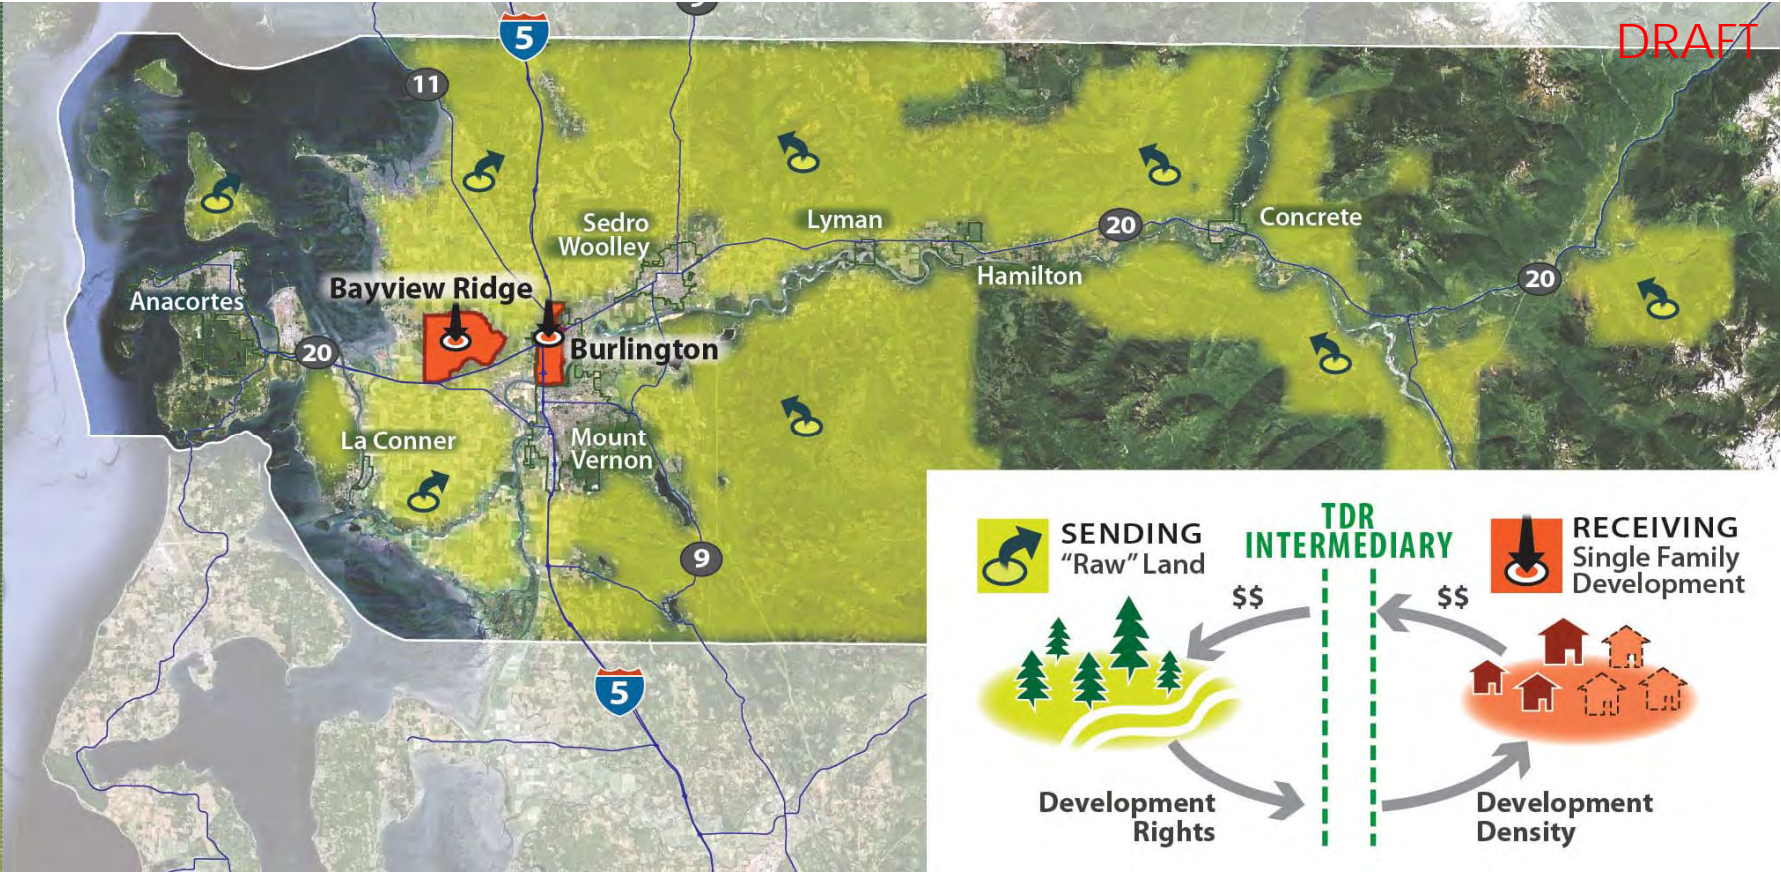 9
5
DRAFT
11
Sedro
Woolley
Lyman
20
Concrete
Hamilton
20
Anacortes
Bayview Ridge
20
Burlington
La Conner
Mount
Vernon
9
5
SENDING
“Raw” Land
TDR
INTERMEDIARY
RECEIVING
Single Family
Development
$$
$$
Development
Rights
Development
Density